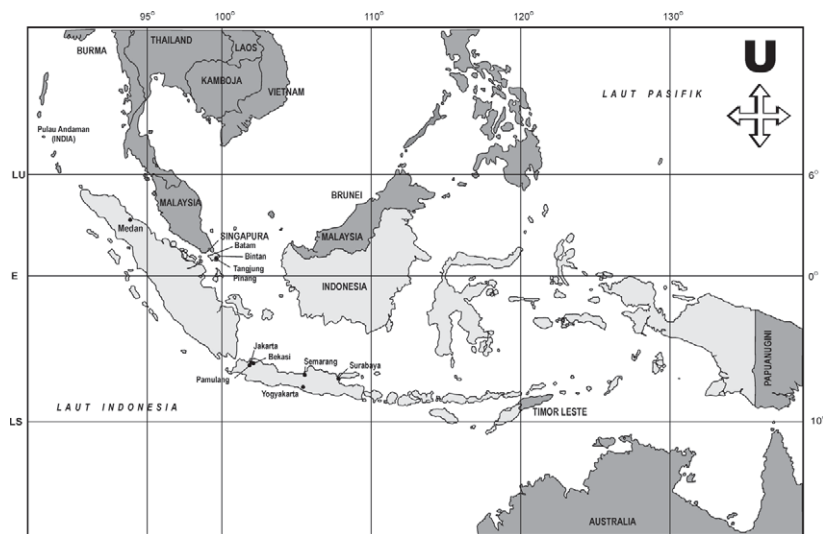 95° 100° 110° 120° 130°
BURMA
THAILAND
LAOS
KAMBOJA
VIETNAM
U
LAUT PASIFIK
Pulau Andaman
(INDIA)
LU
6°
BRUNEI
MALAYSIA
MALAYSIA
Medan
SINGAPURA
Batam
Bintan
Tangjung
Pinang
E
0°
INDONESIA
Jakarta
Bekasi
Semarang
Surabaya
Pamulang
Yogyakarta
PAPUANUGINI
LAUT INDONESIA
TIMOR LESTE
LS
10°
AUSTRALIA